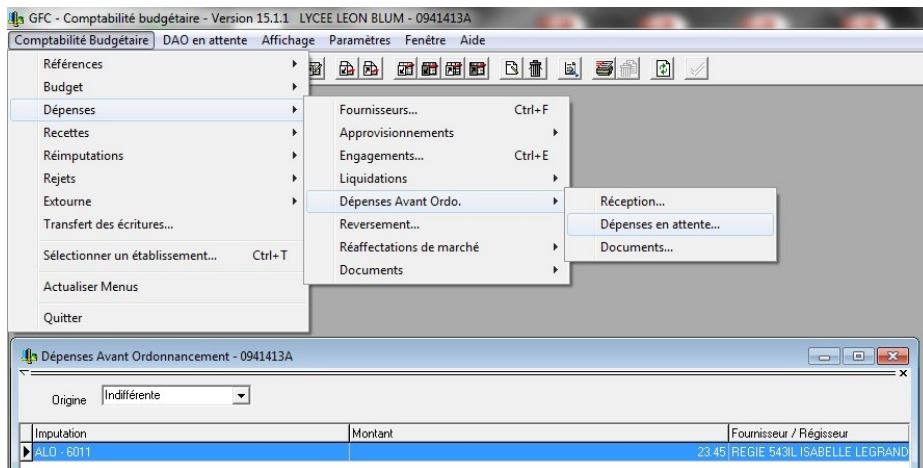 GFC - Comptabilité budgétaire - Version 15.1.1 LYCEE LEON BLUM - 0941413A
Comptabilité Budgétaire DAO en attente Affichage Paramètres Fenêtre Aide
Références
Budget
Dépenses
Recettes
Réimputations
Rejets
Extourne
Transfert des écritures...
Sélectionner un établissement... Ctrl+T
Actualiser Menus
Quitter
Fournisseurs... Ctrl+F
Approvisionnements
Engagements... Ctrl+E
Liquidations
Dépenses Avant Ordo.
Reversement...
Réaffectations de marché
Documents
Réception...
Dépenses en attente...
Documents...
Dépenses Avant Ordonnancement - 0941413A
Origine Indifférente
Imputation Montant Fournisseur / Régisseur
ALO - 6011 23.45 REGIE 543IL ISABELLE LEGRAND